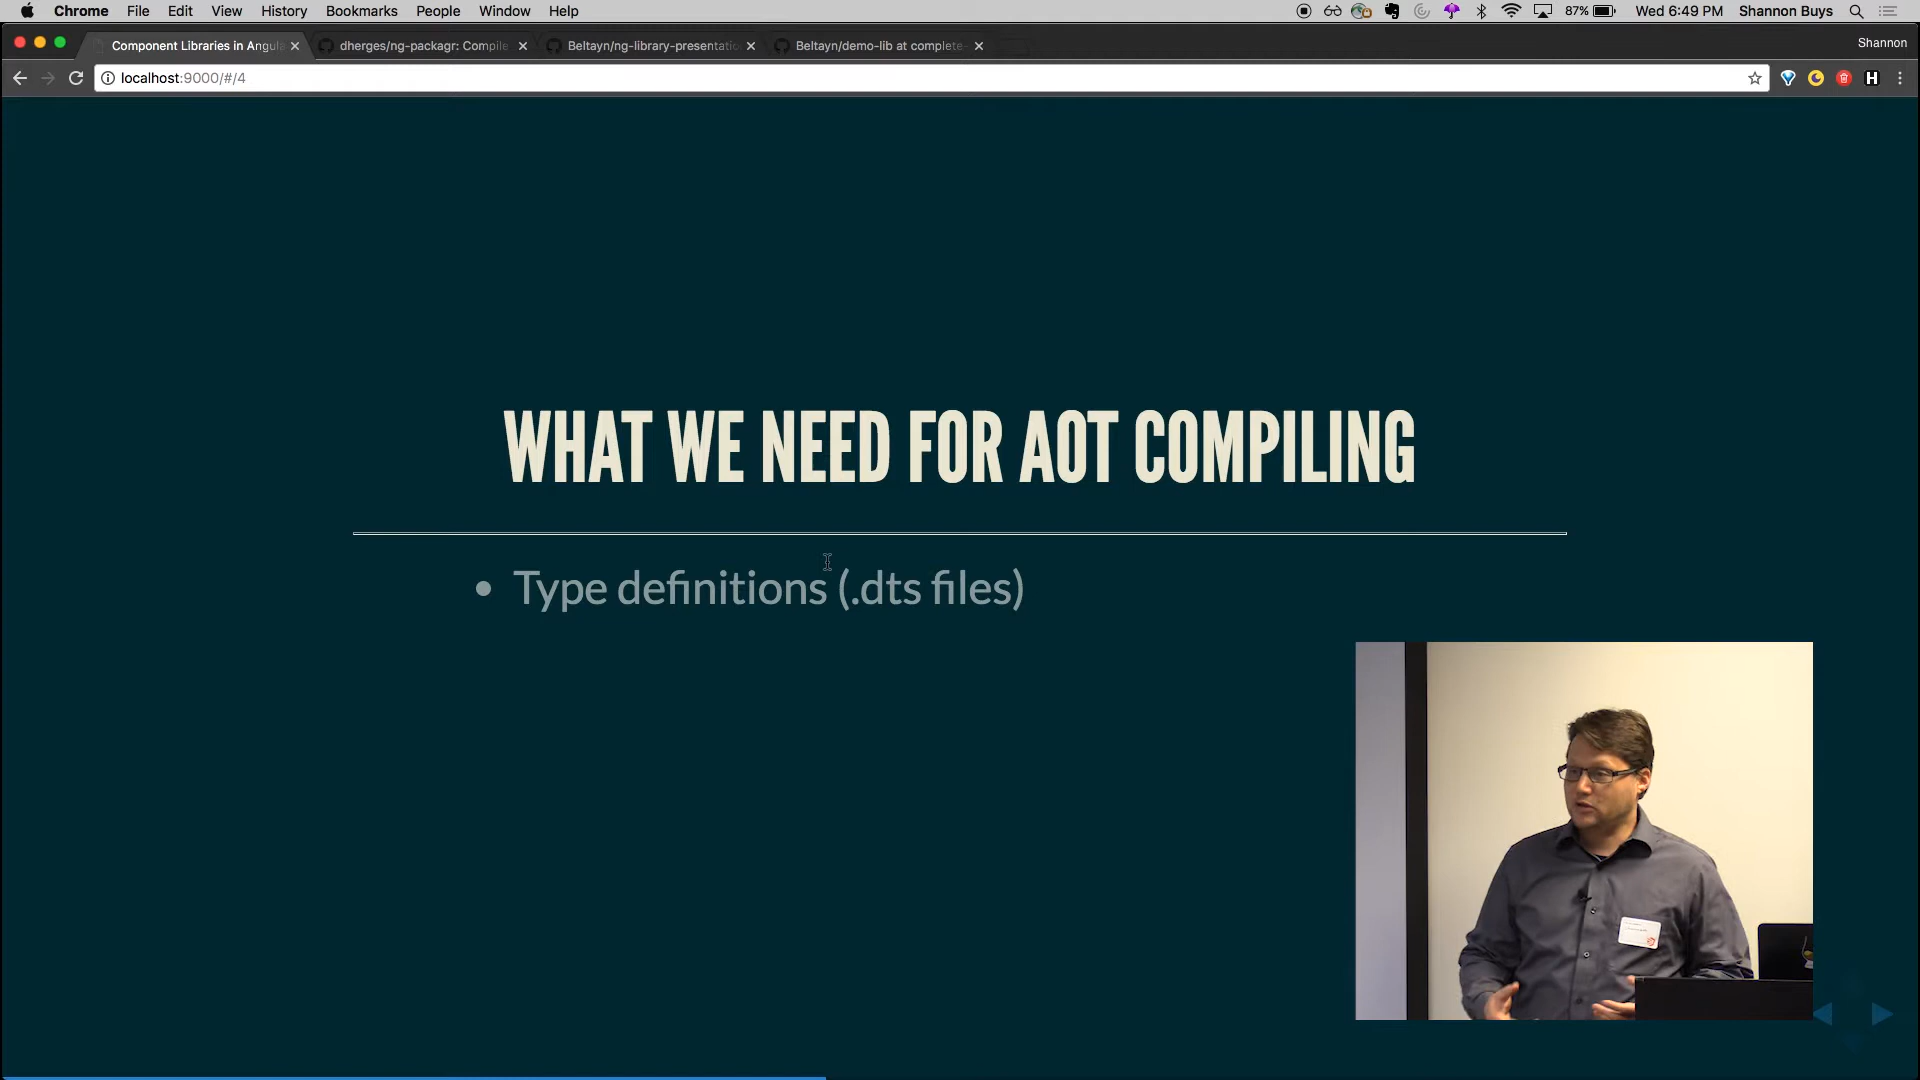 Chrome File Edit View History Bookmarks People Window Help 87% Wed 6:49 PM Shannon Buys
Component Libraries in Angula dherges/ng-packagr: Compile Beltayn/ng-library-presentatio Beltayn/demo-lib at complete- Shannon
localhost:9000/#/4 H
WHAT WE NEED FOR AOT COMPILING
• Type definitions (.dts files)